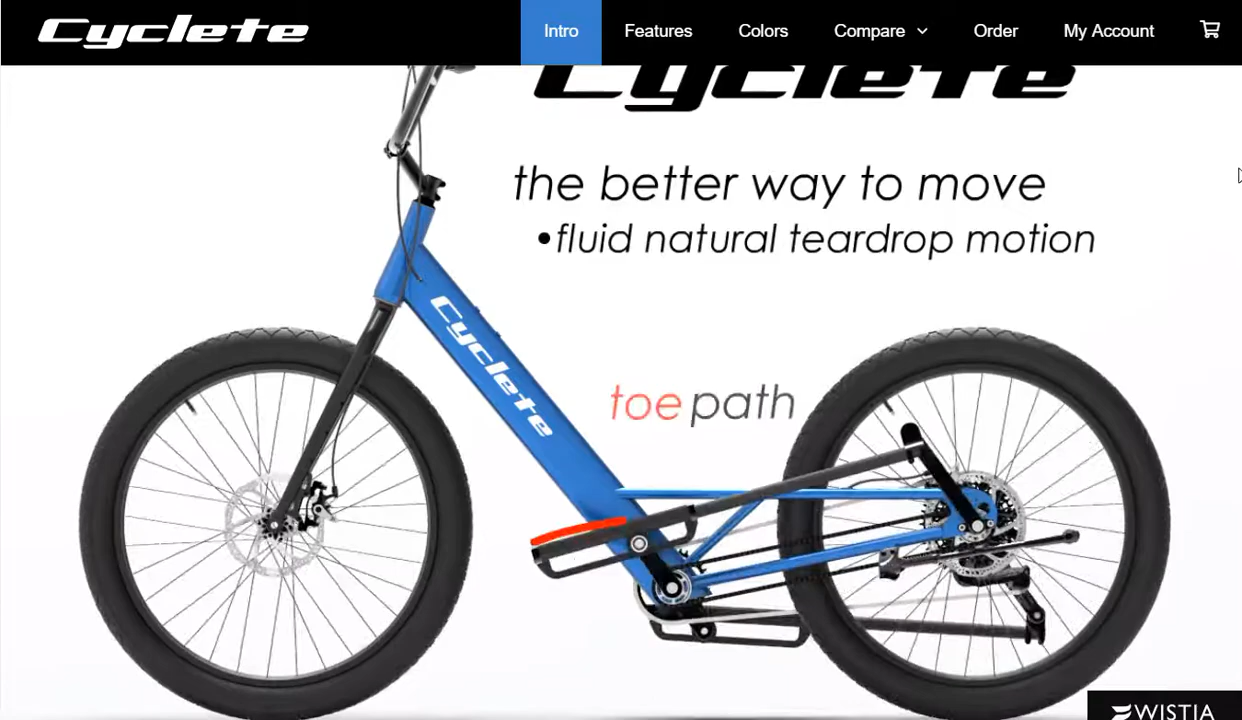 Cyclete
Intro
Features
Colors
Compare
Order
My Account
Cyclete
the better way to move
•fluid natural teardrop motion
Cyclete
toe path
WISTIA